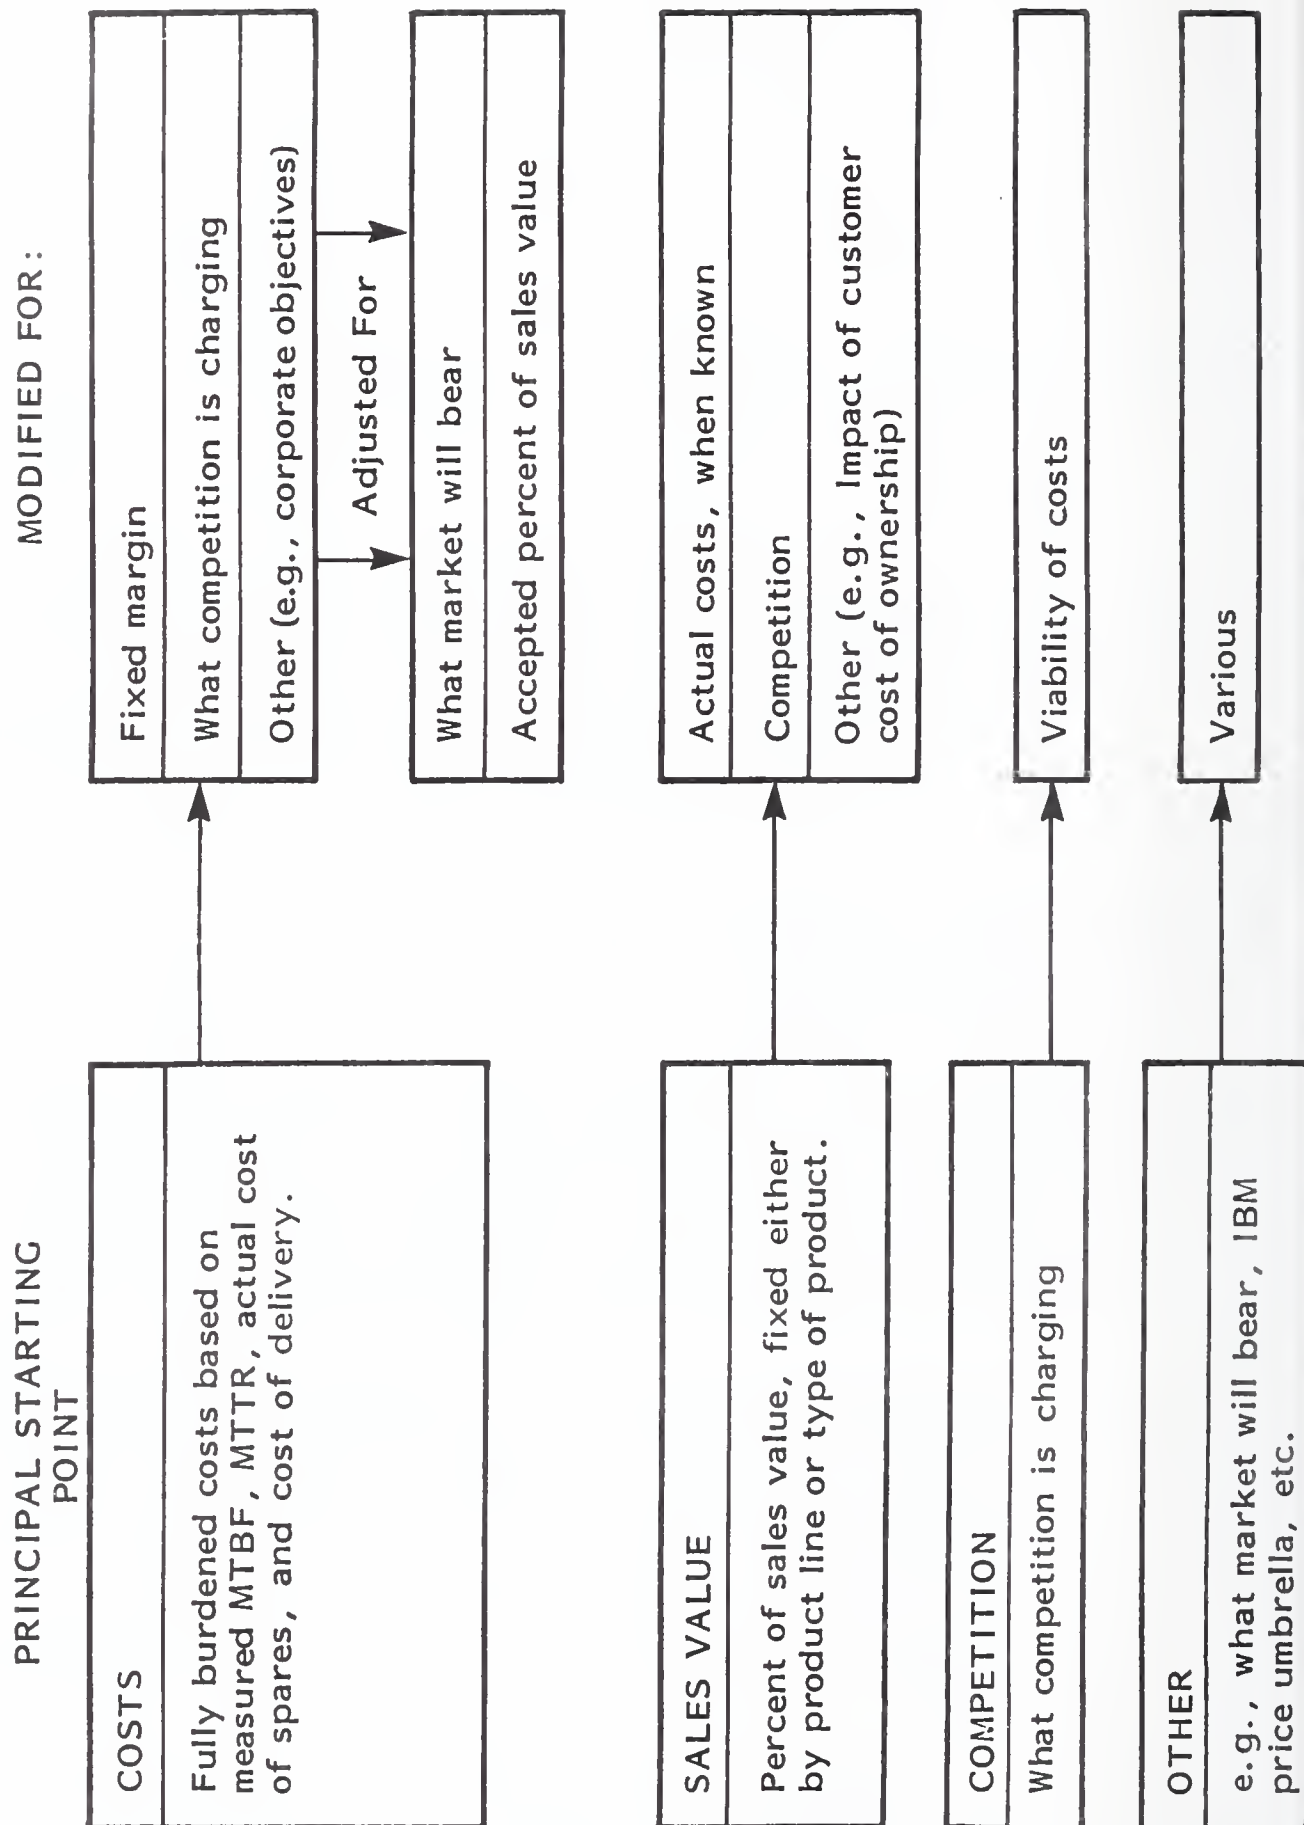 PRINCIPAL STARTING
POINT
MODIFIED FOR:
COSTS
Fully burdened costs based on
measured MTBF, MTTR, actual cost
of spares, and cost of delivery.
Fixed margin
What competition is charging
Other (e.g., corporate objectives)
Adjusted For
What market will bear
Accepted percent of sales value
SALES VALUE
Percent of sales value, fixed either
by product line or type of product.
Actual costs, when known
Competition
Other (e.g., Impact of customer
cost of ownership)
COMPETITION
What competition is charging
Viability of costs
OTHER
e.g., what market will bear, IBM
price umbrella, etc.
Various